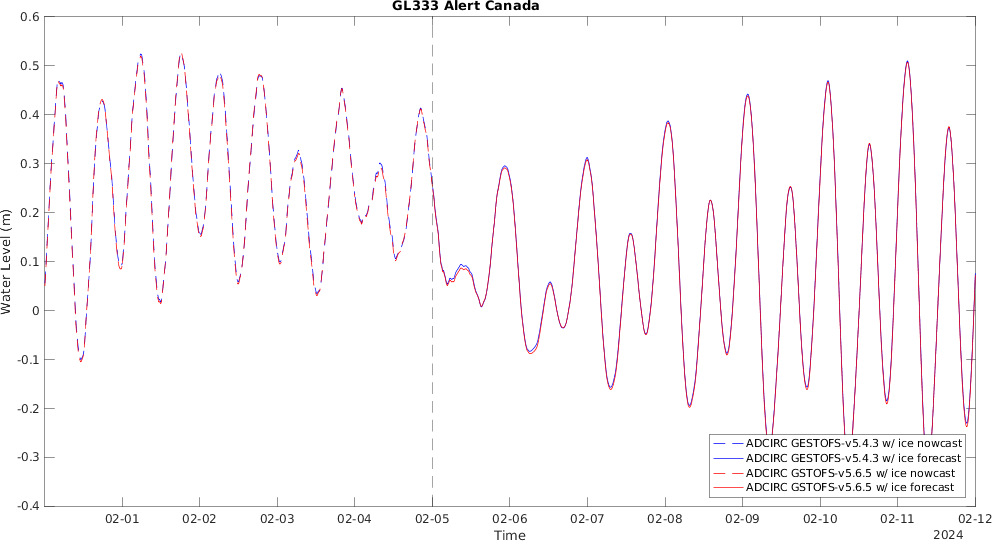 GL333 Alert Canada
0.6
0.5
0.4
0.3
0.2
0.1
0
-0.1
-0.2
-0.3
-0.4
Water Level (m)
ADCIRC GESTOFS-v5.4.3 w/ ice nowcast
ADCIRC GESTOFS-v5.4.3 w/ ice forecast
ADCIRC GSTOFS-v5.6.5 w/ ice nowcast
ADCIRC GSTOFS-v5.6.5 w/ ice forecast
02-01 02-02 02-03 02-04 02-05 02-06 02-07 02-08 02-09 02-10 02-11 02-12
Time
2024